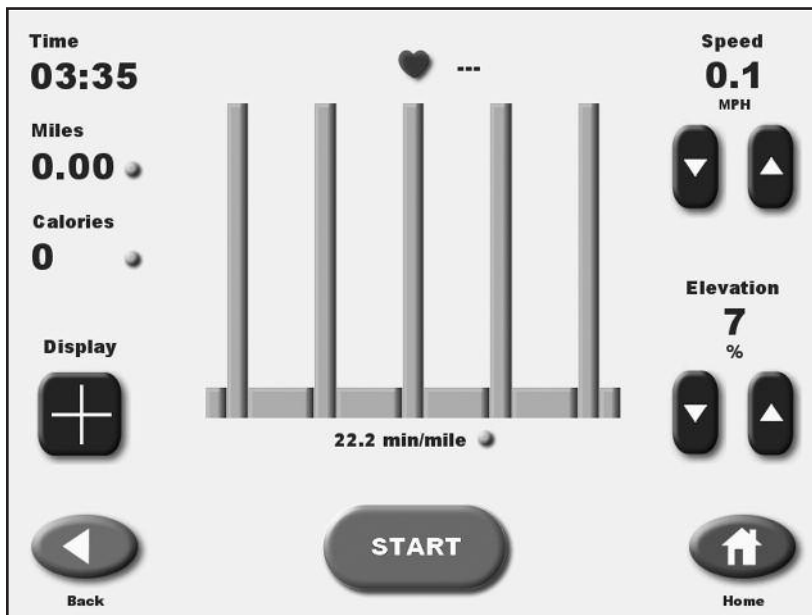 Time
03:35
Miles
0.00
Calories
0
Display
---
22.2 min/mile
START
Speed
0.1
MPH
Elevation
7
%
Back
Home